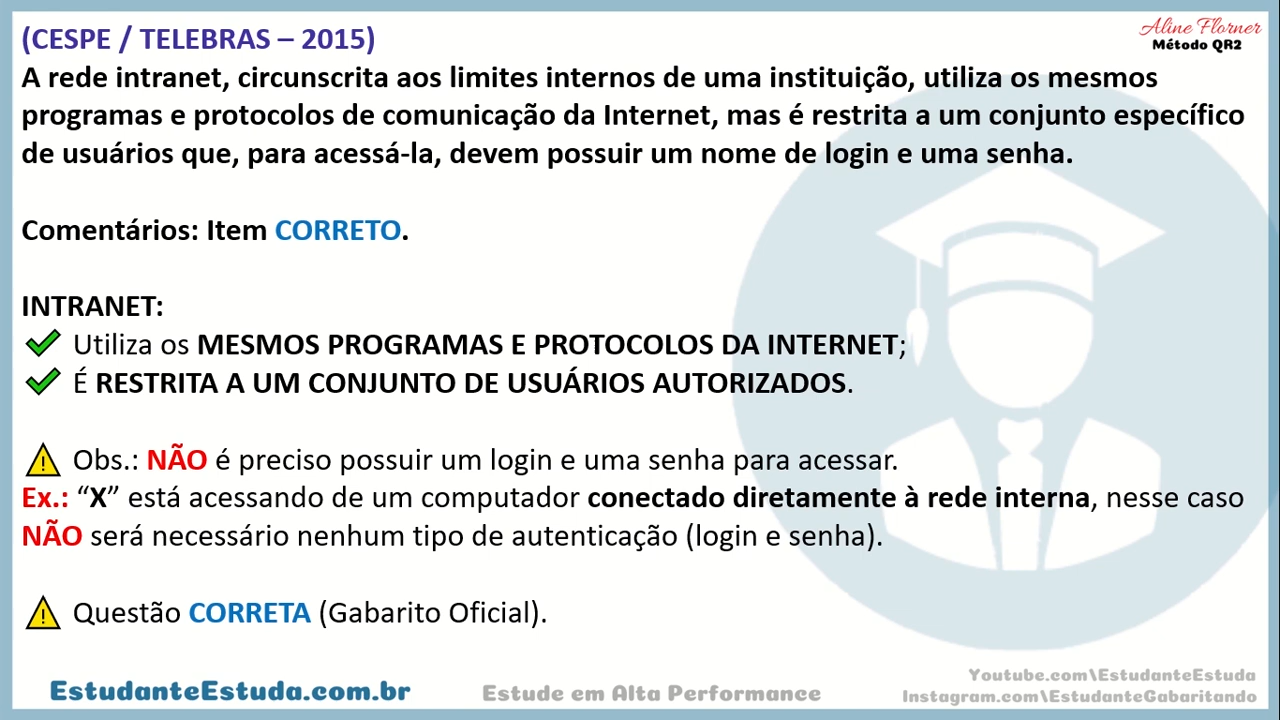 (CESPE / TELEBRAS – 2015)
Aline Florner
Método QR2
A rede intranet, circunscrita aos limites internos de uma instituição, utiliza os mesmos
programas e protocolos de comunicação da Internet, mas é restrita a um conjunto específico
de usuários que, para acessá-la, devem possuir um nome de login e uma senha.
Comentários: Item CORRETO.
INTRANET:
Utiliza os MESMOS PROGRAMAS E PROTOCOLOS DA INTERNET;
É RESTRITA A UM CONJUNTO DE USUÁRIOS AUTORIZADOS.
Obs.: NÃO é preciso possuir um login e uma senha para acessar.
Ex.: “X” está acessando de um computador conectado diretamente à rede interna, nesse caso
NÃO será necessário nenhum tipo de autenticação (login e senha).
Questão CORRETA (Gabarito Oficial).
EstudanteEstuda.com.br
Estude em Alta Performance
Youtube.com\EstudanteEstuda
Instagram.com\EstudanteGabaritando